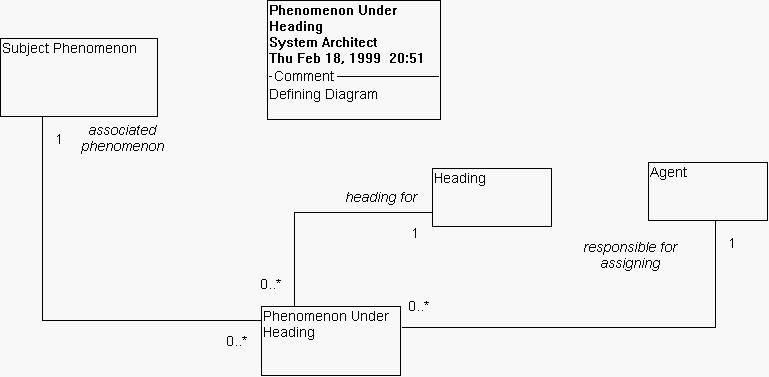 Phenomenon Under
Heading
System Architect
Thu Feb 18, 1999 20:51
Comment
Defining Diagram
Subject Phenomenon
1
associated
phenomenon
Heading
heading for
1
Agent
responsible for
assigning
1
0..*
0..*
0..*
Phenomenon Under
Heading